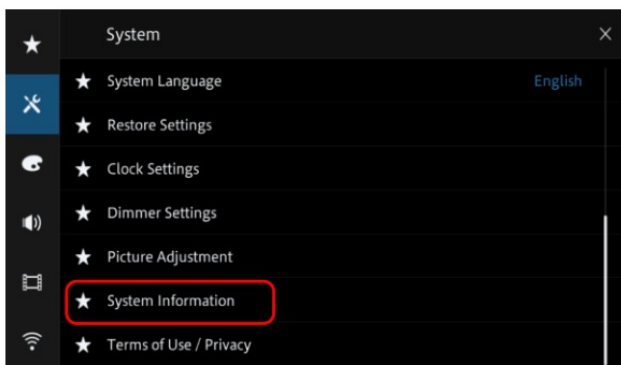 System
System Language English
Restore Settings
Clock Settings
Dimmer Settings
Picture Adjustment
System Information
Terms of Use / Privacy